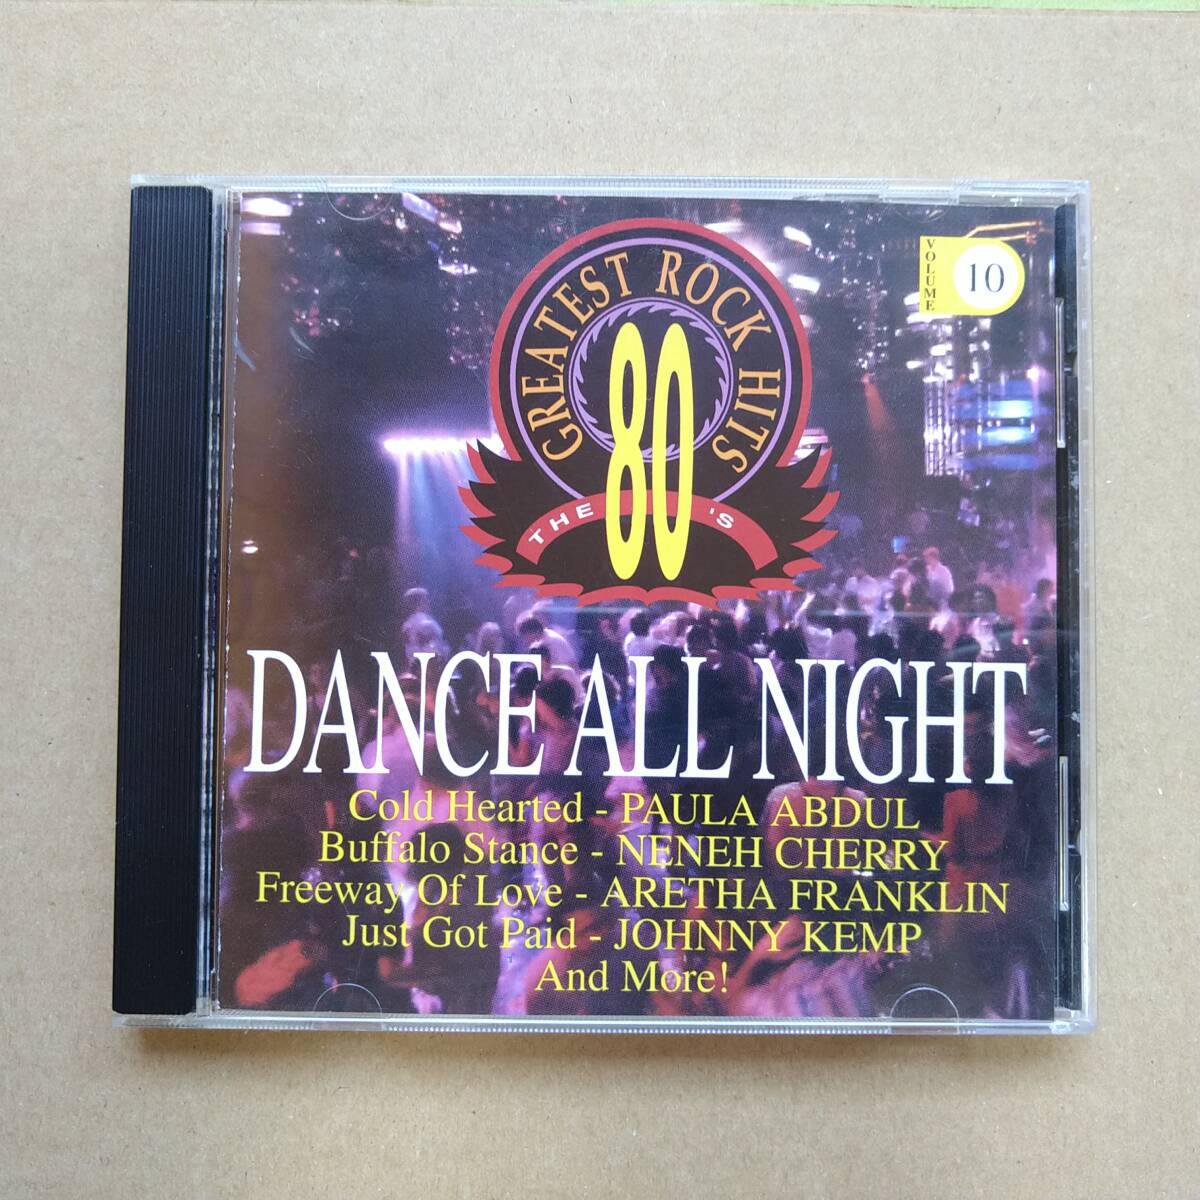 VOLUME
10
GREATEST ROCK HITS
THE 80'S
DANCE ALL NIGHT
Cold Hearted - PAULA ABDUL
Buffalo Stance - NENEH CHERRY
Freeway Of Love - ARETHA FRANKLIN
Just Got Paid - JOHNNY KEMP
And More!